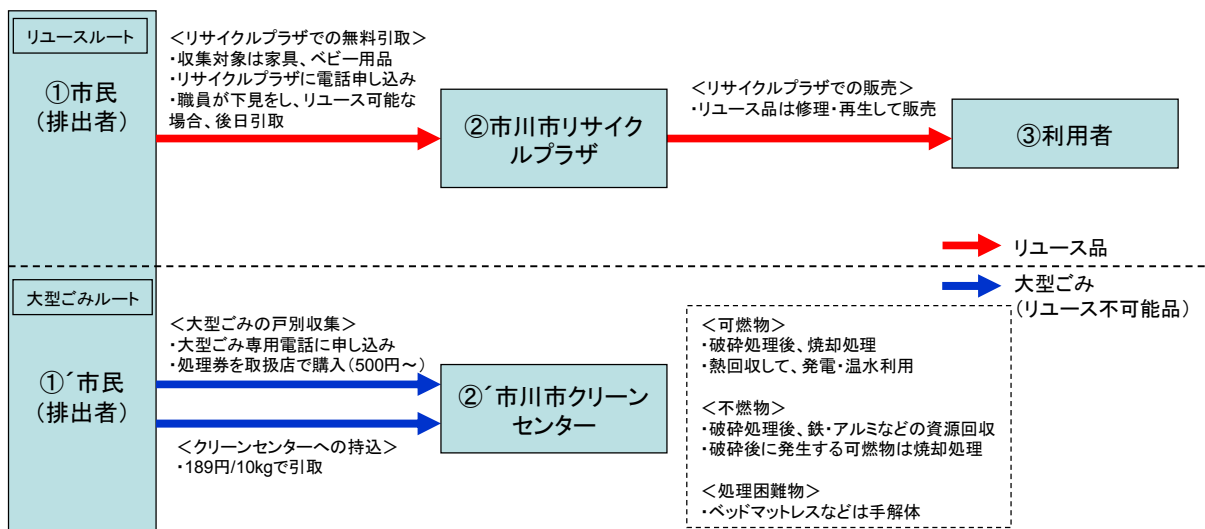 リユースルート
①市民
(排出者)
＜リサイクルプラザでの無料引取＞
・収集対象は家具、ベビー用品
・リサイクルプラザに電話申し込み
・職員が下見をし、リユース可能な
場合、後日引取
②市川市リサイク
ルプラザ
＜リサイクルプラザでの販売＞
・リユース品は修理・再生して販売
③利用者
リユース品
大型ごみ
(リユース不可能品)
大型ごみルート
①´市民
(排出者)
＜大型ごみの戸別収集＞
・大型ごみ専用電話に申し込み
・処理券を取扱店で購入(500円～)
＜クリーンセンターへの持込＞
・189円/10kgで引取
②´市川市クリーン
センター
＜可燃物＞
・破砕処理後、焼却処理
・熱回収して、発電・温水利用
＜不燃物＞
・破砕処理後、鉄・アルミなどの資源回収
・破砕後に発生する可燃物は焼却処理
＜処理困難物＞
・ベッドマットレスなどは手解体